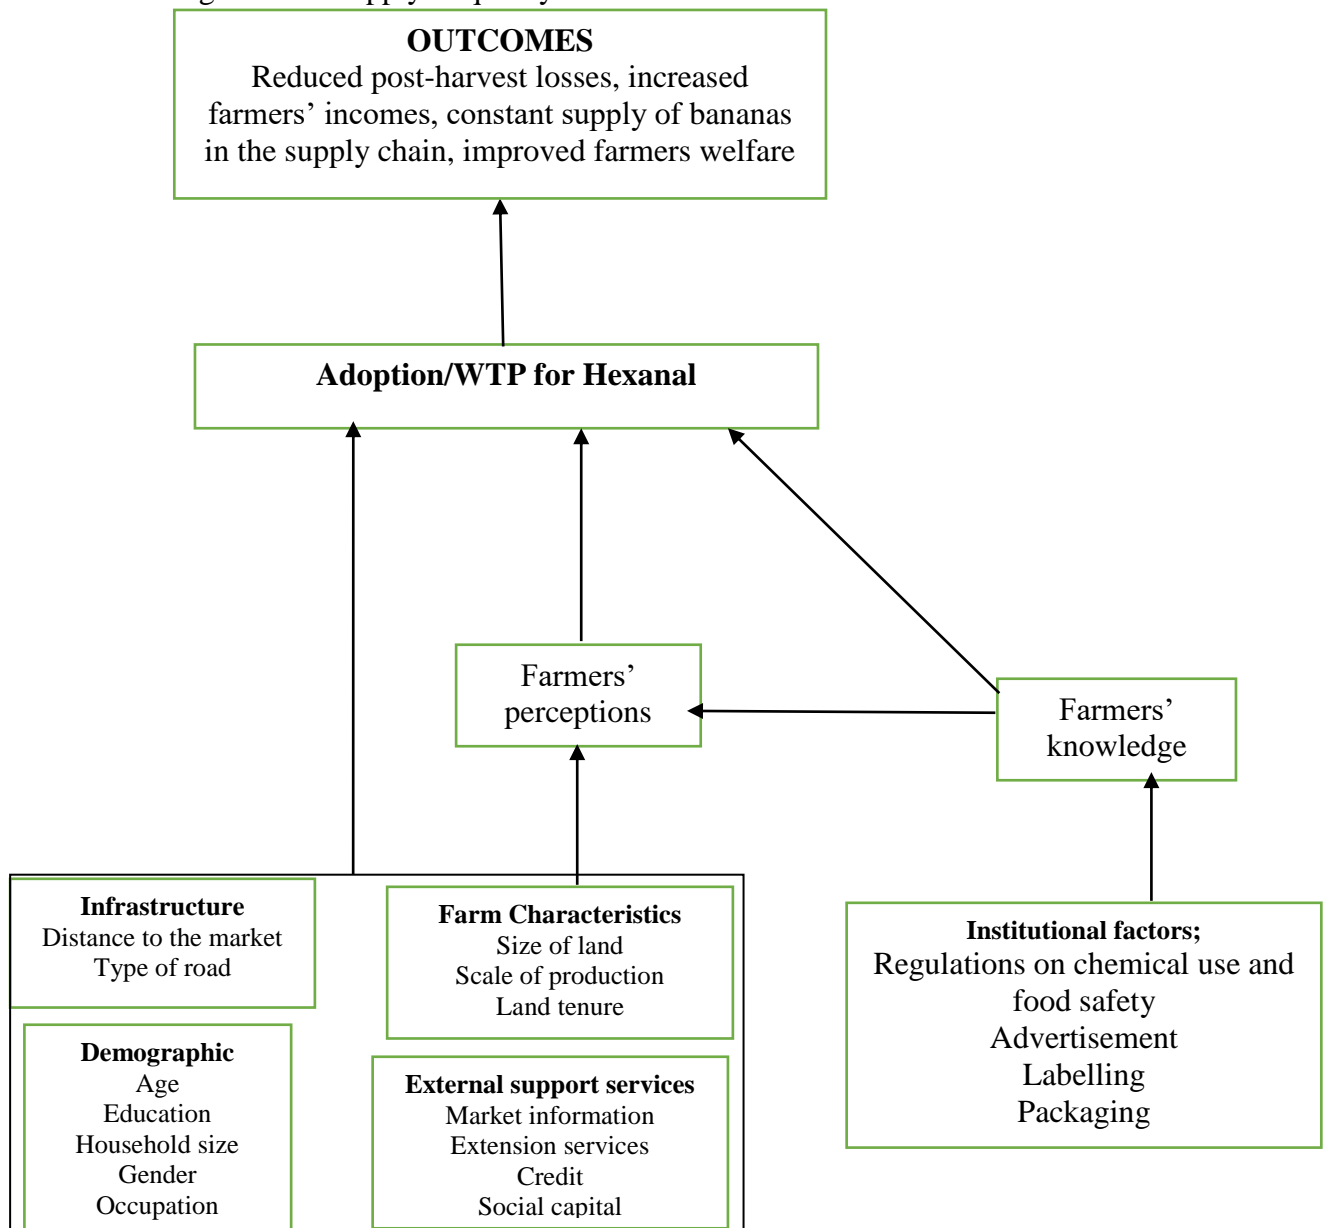 OUTCOMES
Reduced post-harvest losses, increased
farmers’ incomes, constant supply of bananas
in the supply chain, improved farmers welfare
Adoption/WTP for Hexanal
Farmers’
perceptions
Farmers’
knowledge
Infrastructure
Distance to the market
Type of road
Farm Characteristics
Size of land
Scale of production
Land tenure
Demographic
Age
Education
Household size
Gender
Occupation
External support services
Market information
Extension services
Credit
Social capital
Institutional factors;
Regulations on chemical use and
food safety
Advertisement
Labelling
Packaging